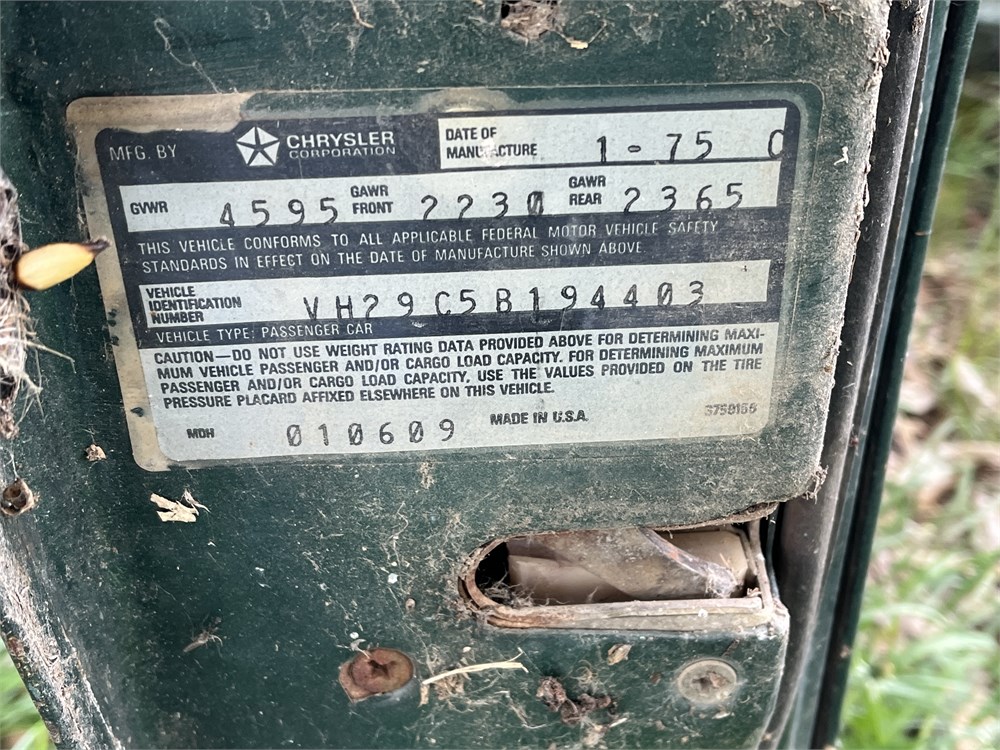 MFG. BY CHRYSLER CORPORATION DATE OF MANUFACTURE 1-75 C
GVWR 4595 GAWR FRONT 2230 GAWR REAR 2365
THIS VEHICLE CONFORMS TO ALL APPLICABLE FEDERAL MOTOR VEHICLE SAFETY
STANDARDS IN EFFECT ON THE DATE OF MANUFACTURE SHOWN ABOVE
VEHICLE IDENTIFICATION NUMBER VH29C5B194403
VEHICLE TYPE: PASSENGER CAR
CAUTION—DO NOT USE WEIGHT RATING DATA PROVIDED ABOVE FOR DETERMINING MAXI-
MUM VEHICLE PASSENGER AND/OR CARGO LOAD CAPACITY. FOR DETERMINING MAXIMUM
PASSENGER AND/OR CARGO LOAD CAPACITY, USE THE VALUES PROVIDED ON THE TIRE
PRESSURE PLACARD AFFIXED ELSEWHERE ON THIS VEHICLE.
MDH 010609 MADE IN U.S.A.